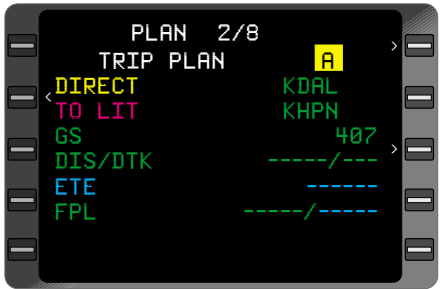 PLAN 2/8
TRIP PLAN A
DIRECT KDAL
TO LIT KHPN
GS 407
DIS/DTK -----/---
ETE ------
FPL -----/-----